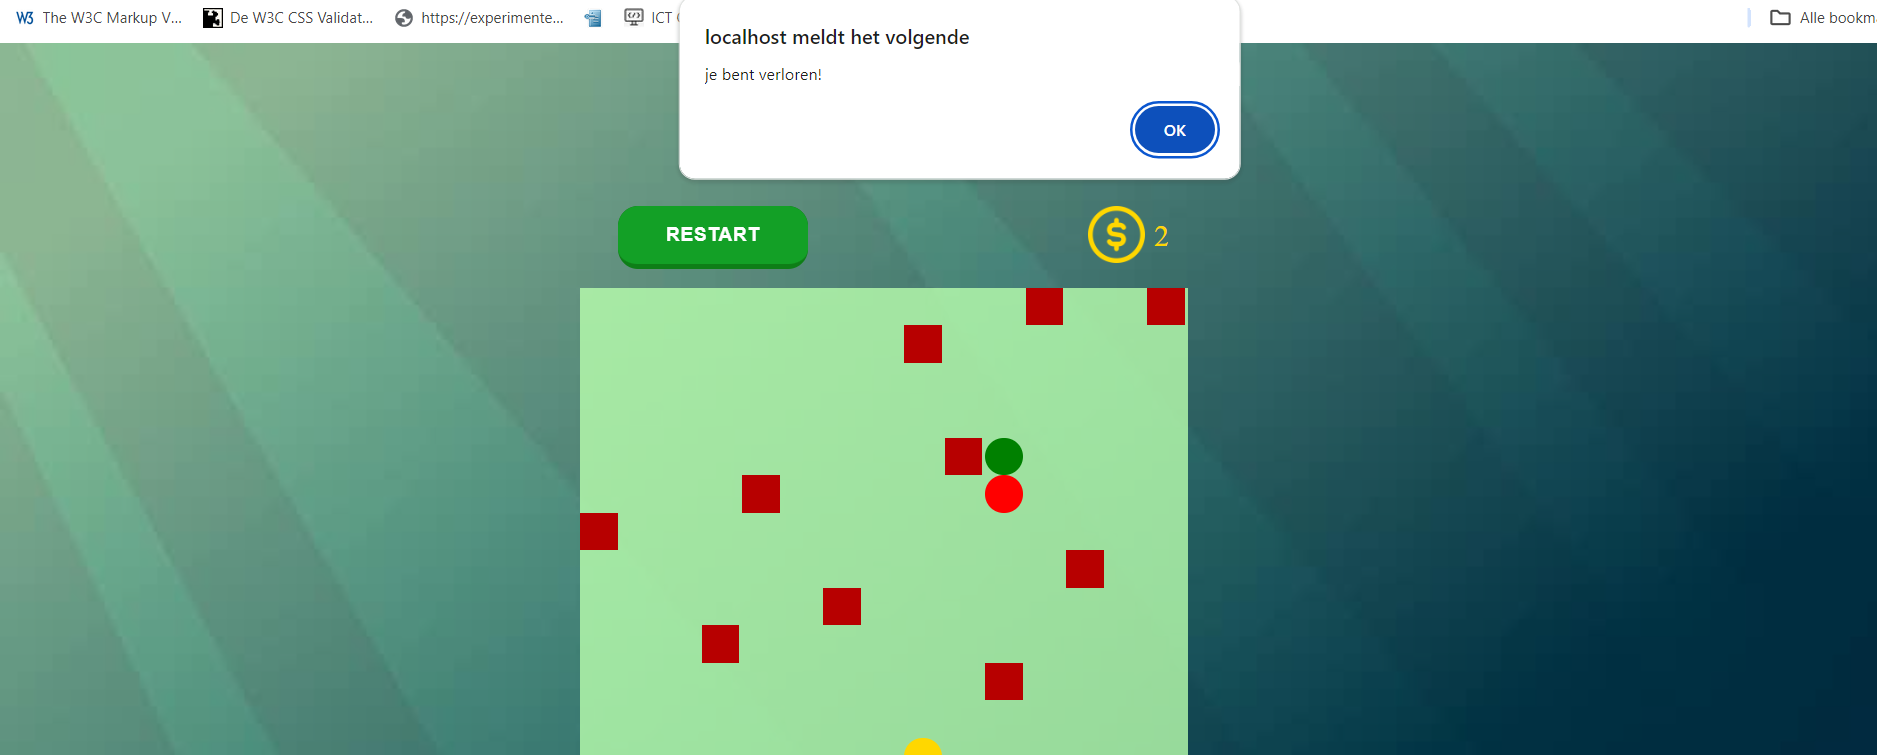 The W3C Markup V...
De W3C CSS Validat...
https://experimente...
ICT
Alle bookm
localhost meldt het volgende
je bent verloren!
OK
RESTART
$ 2